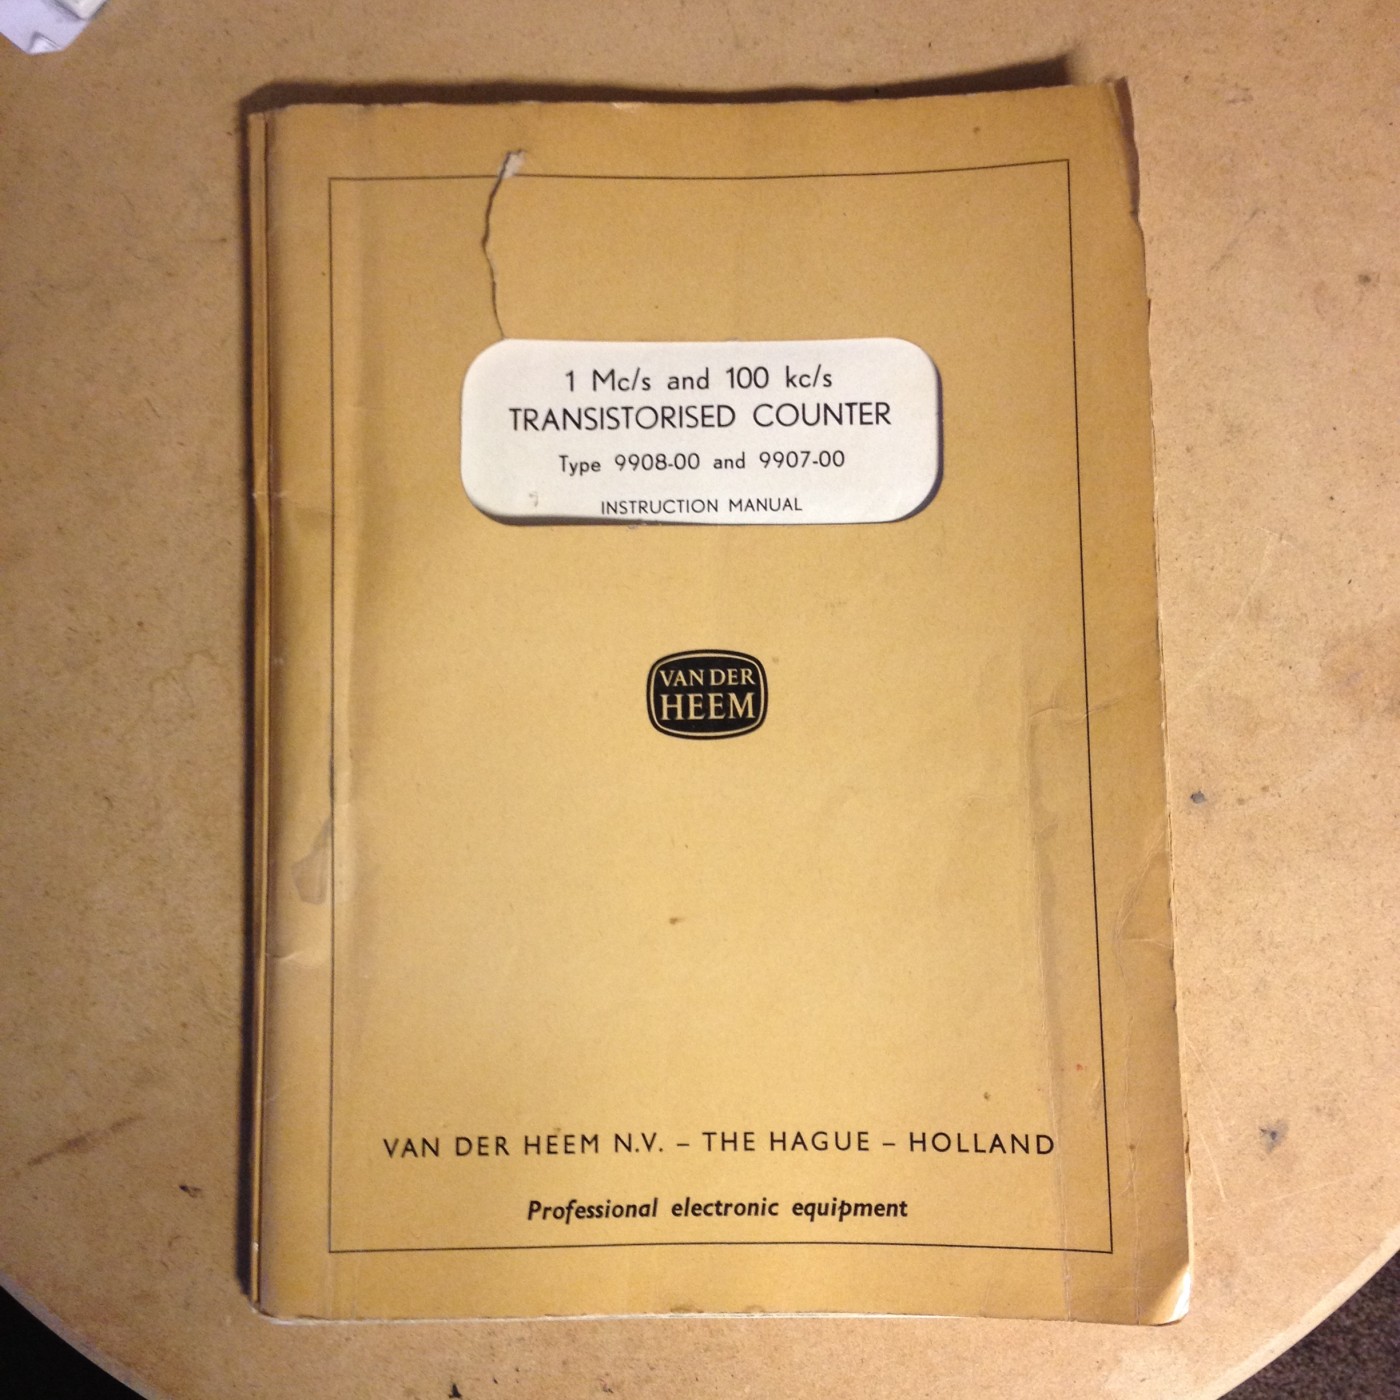 1 Mc/s and 100 kc/s
TRANSISTORISED COUNTER
Type 9908-00 and 9907-00
INSTRUCTION MANUAL
VAN DER
HEEM
VAN DER HEEM N.V. – THE HAGUE – HOLLAND
Professional electronic equipment